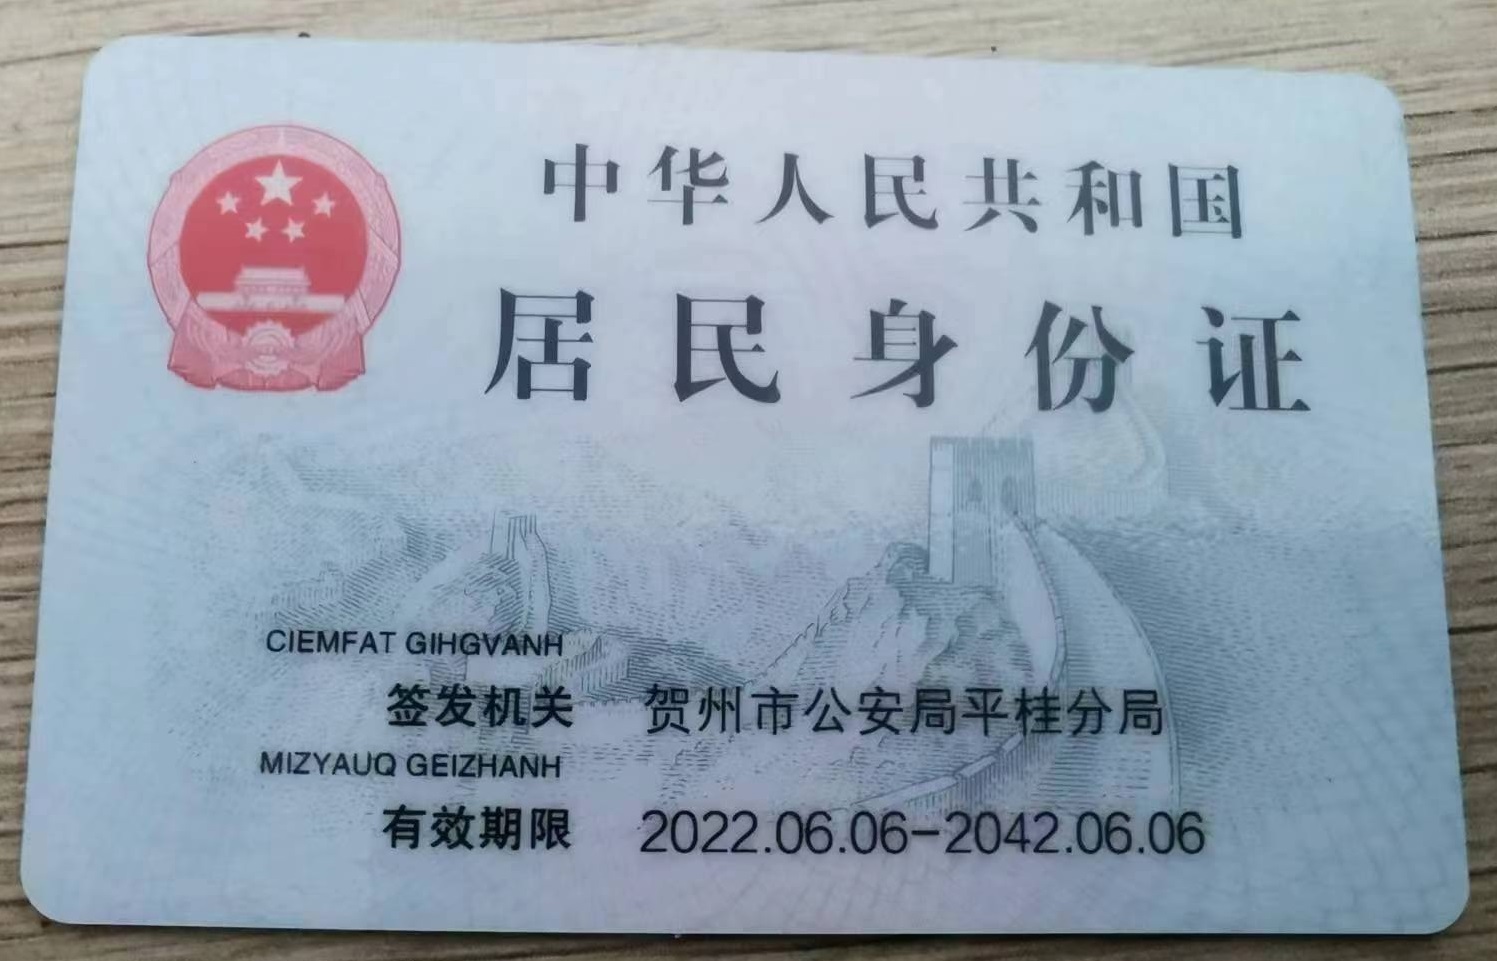 中华人民共和国
居民身份证
CIEMFAT GIHGVANH
签发机关 贺州市公安局平桂分局
MIZYAUQ GEIZHANH
有效期限 2022.06.06-2042.06.06